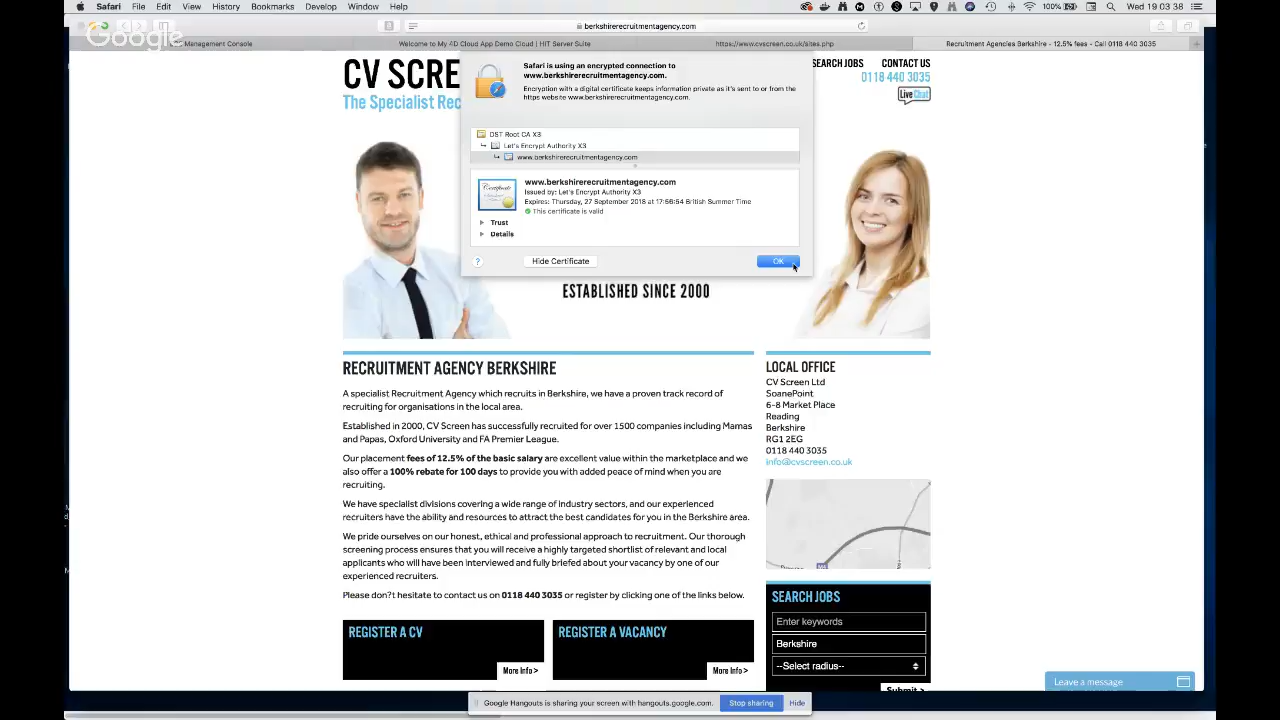 Safari File Edit View History Bookmarks Develop Window Help 100% Wed 19:03:38
berkshirerecruitmentagency.com
Google
Management Console Welcome to My 4D Cloud App Demo Cloud | HIT Server Suite https://www.cvscreen.co.uk/sites.php Recruitment Agencies Berkshire - 12.5% fees - Call 0118 440 3035
CV SCRE
The Specialist Rec
SEARCH JOBS CONTACT US
0118 440 3035
Live Chat
Safari is using an encrypted connection to
www.berkshirerecruitmentagency.com.
Encryption with a digital certificate keeps information private as it's sent to or from the
https website www.berkshirerecruitmentagency.com.
DST Root CA X3
Let's Encrypt Authority X3
www.berkshirerecruitmentagency.com
Certificate
www.berkshirerecruitmentagency.com
Issued by: Let's Encrypt Authority X3
Expires: Thursday, 27 September 2018 at 17:56:54 British Summer Time
This certificate is valid
Trust
Details
? Hide Certificate OK
ESTABLISHED SINCE 2000
RECRUITMENT AGENCY BERKSHIRE
A specialist Recruitment Agency which recruits in Berkshire, we have a proven track record of
recruiting for organisations in the local area.
Established in 2000, CV Screen has successfully recruited for over 1500 companies including Mamas
and Papas, Oxford University and FA Premier League.
Our placement fees of 12.5% of the basic salary are excellent value within the marketplace and we
also offer a 100% rebate for 100 days to provide you with added peace of mind when you are
recruiting.
We have specialist divisions covering a wide range of industry sectors, and our experienced
recruiters have the ability and resources to attract the best candidates for you in the Berkshire area.
We pride ourselves on our honest, ethical and professional approach to recruitment. Our thorough
screening process ensures that you will receive a highly targeted shortlist of relevant and local
applicants who will have been interviewed and fully briefed about your vacancy by one of our
experienced recruiters.
Please don?t hesitate to contact us on 0118 440 3035 or register by clicking one of the links below.
REGISTER A CV
More Info >
REGISTER A VACANCY
More Info >
LOCAL OFFICE
CV Screen Ltd
SoanePoint
6-8 Market Place
Reading
Berkshire
RG1 2EG
0118 440 3035
info@cvscreen.co.uk
SEARCH JOBS
Enter keywords
Berkshire
--Select radius--
Submit >
Leave a message
Google Hangouts is sharing your screen with hangouts.google.com. Stop sharing Hide